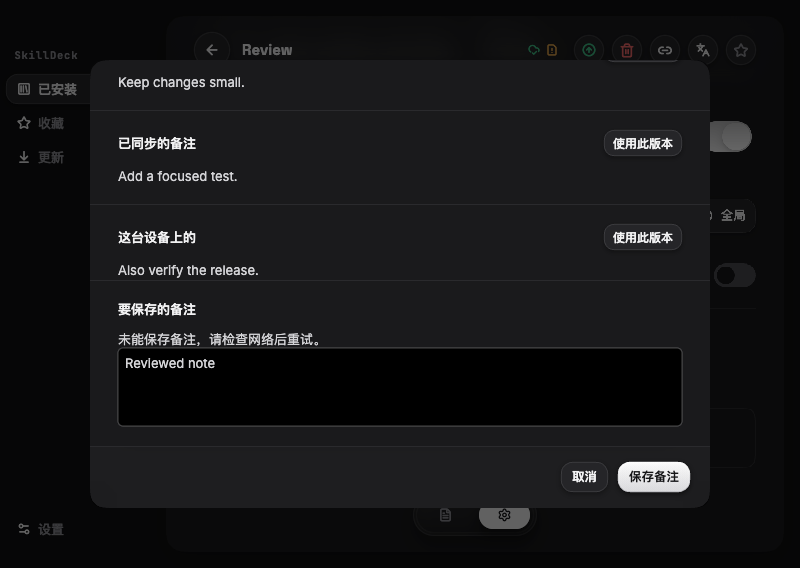 SkillDeck
Review
已安装
收藏
更新
全局
Keep changes small.
已同步的备注
使用此版本
Add a focused test.
这台设备上的
使用此版本
Also verify the release.
要保存的备注
未能保存备注，请检查网络后重试。
Reviewed note
取消
保存备注
设置